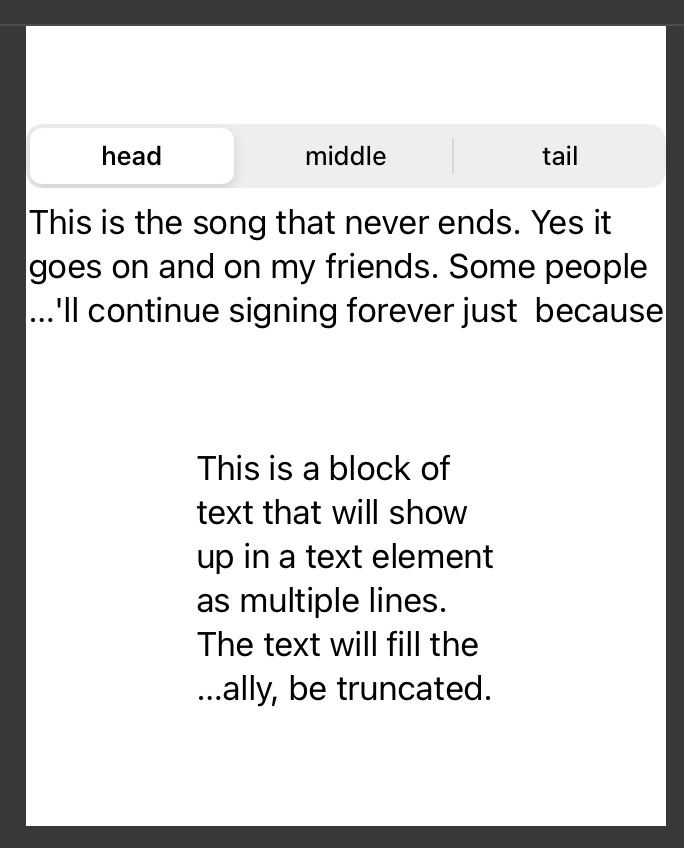 head middle tail
This is the song that never ends. Yes it
goes on and on my friends. Some people
...'ll continue signing forever just  because
This is a block of
text that will show
up in a text element
as multiple lines.
The text will fill the
...ally, be truncated.